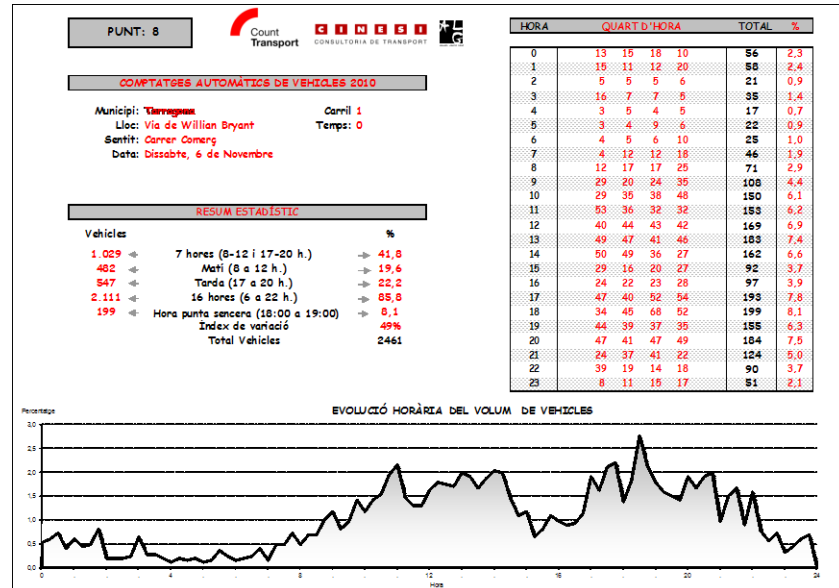 PUNT: 8
Count
Transport
CINESI
CONSULTORIA DE TRANSPORT
COMPTATGES AUTOMÀTICS DE VEHICLES 2010
Municipi: Carril 1
Lloc: Via de Willian Bryant Temps: 0
Sentit: Carrer Comerç
Data: Dissabte, 6 de Novembre
RESUM ESTADÍSTIC
Vehicles %
1.029 7 hores (8-12 i 17-20 h.) 41,8
482 Matí (8 a 12 h.) 19,6
547 Tarda (17 a 20 h.) 22,2
2.111 16 hores (6 a 22 h.) 85,8
199 Hora punta sencera (18:00 a 19:00) 8,1
Índex de variació 49%
Total Vehicles 2461
HORA QUART D'HORA TOTAL %
0 13 15 18 10 56 2,3
1 15 11 12 20 58 2,4
2 5 5 5 6 21 0,9
3 16 7 7 5 35 1,4
4 3 5 4 5 17 0,7
5 3 4 9 6 22 0,9
6 4 5 6 10 25 1,0
7 4 12 12 18 46 1,9
8 12 17 17 25 71 2,9
9 29 20 24 35 108 4,4
10 29 35 38 48 150 6,1
11 53 36 32 32 153 6,2
12 40 44 43 42 169 6,9
13 49 47 41 46 183 7,4
14 50 49 36 27 162 6,6
15 29 16 20 27 92 3,7
16 24 22 23 28 97 3,9
17 47 40 52 54 193 7,8
18 34 45 68 52 199 8,1
19 44 39 37 35 155 6,3
20 47 41 47 49 184 7,5
21 24 37 41 22 124 5,0
22 39 19 14 18 90 3,7
23 8 11 15 17 51 2,1
EVOLUCIÓ HORÀRIA DEL VOLUM DE VEHICLES
Percentatge
3,0
2,5
2,0
1,5
1,0
0,5
0,0
0 4 8 12 16 20 24
Hora